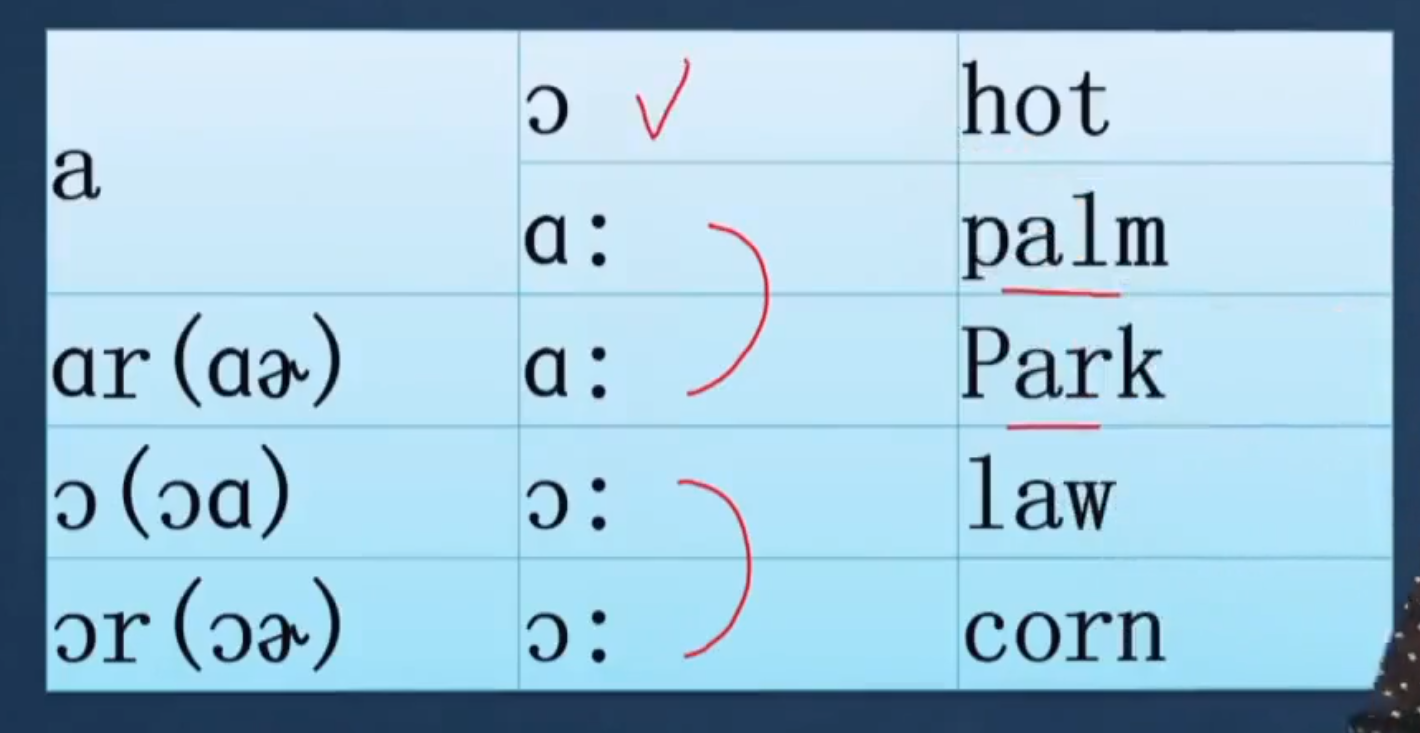 a ɔ hot
ɑ: palm
ɑr(ɑɚ) ɑ: Park
ɔ(ɔɑ) ɔ: law
ɔr(ɔɚ) ɔ: corn